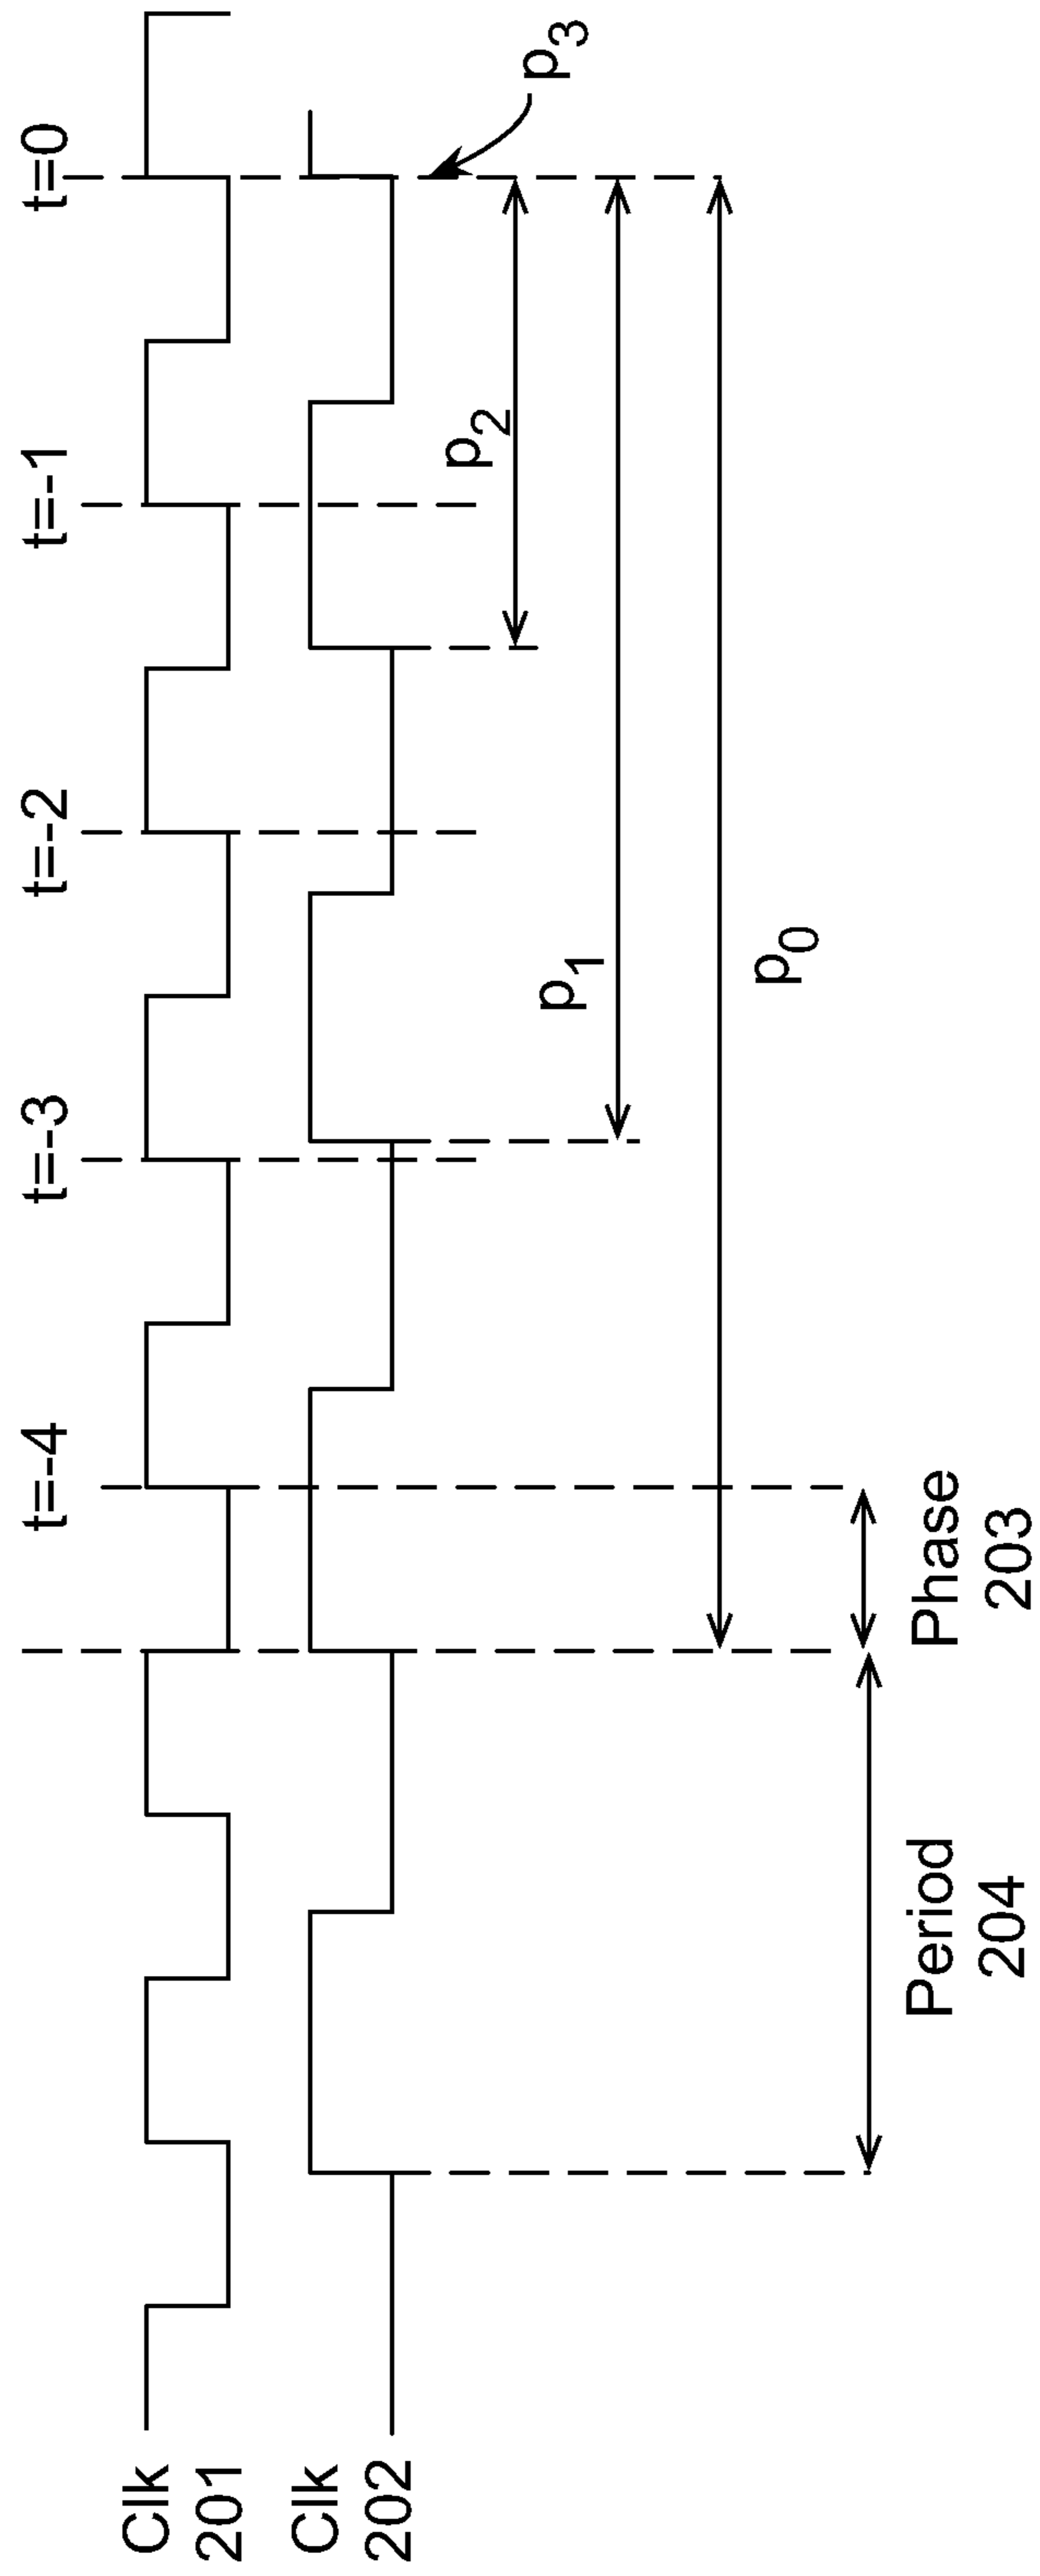 t=-4
t=-3
t=-2
t=-1
t=0
Clk
201
Clk
202
p3
p2
p1
p0
Period
204
Phase
203